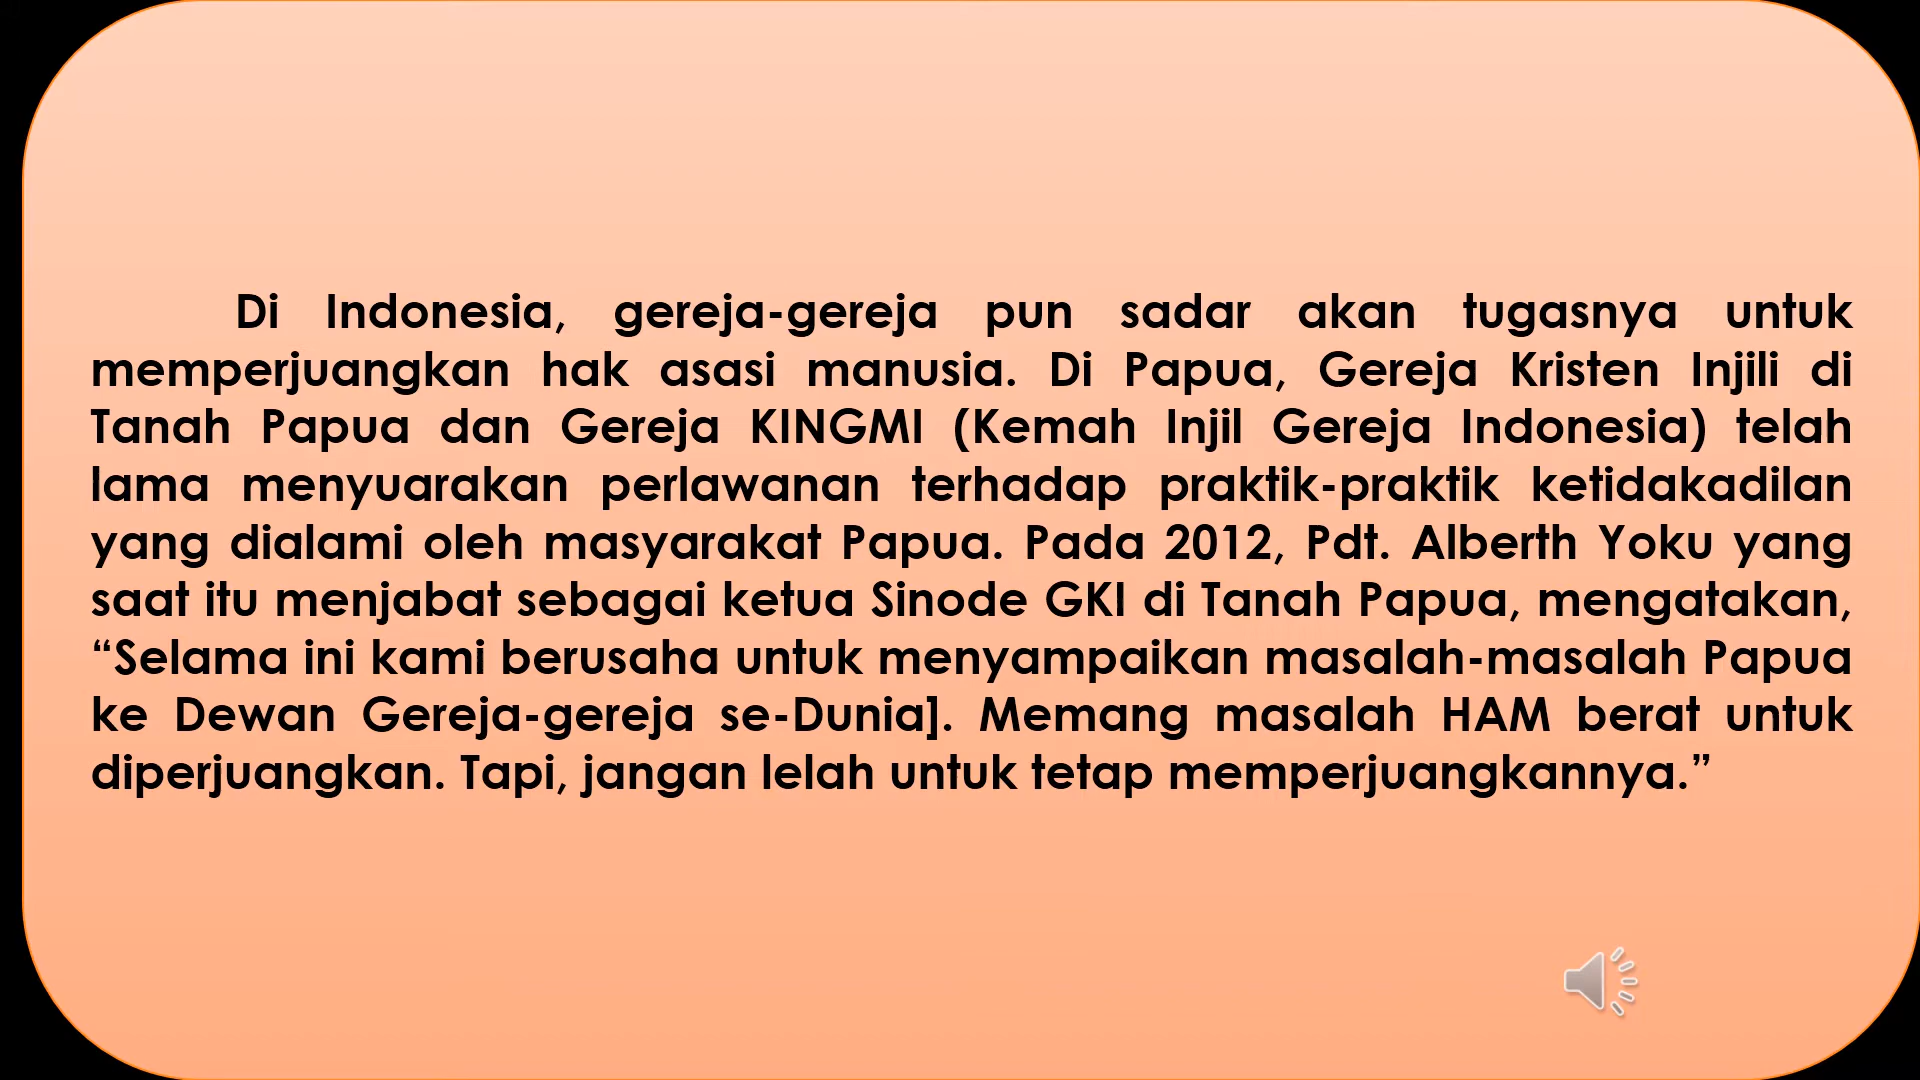 Di Indonesia, gereja-gereja pun sadar akan tugasnya untuk
memperjuangkan hak asasi manusia. Di Papua, Gereja Kristen Injili di
Tanah Papua dan Gereja KINGMI (Kemah Injil Gereja Indonesia) telah
lama menyuarakan perlawanan terhadap praktik-praktik ketidakadilan
yang dialami oleh masyarakat Papua. Pada 2012, Pdt. Alberth Yoku yang
saat itu menjabat sebagai ketua Sinode GKI di Tanah Papua, mengatakan,
“Selama ini kami berusaha untuk menyampaikan masalah-masalah Papua
ke Dewan Gereja-gereja se-Dunia]. Memang masalah HAM berat untuk
diperjuangkan. Tapi, jangan lelah untuk tetap memperjuangkannya.”